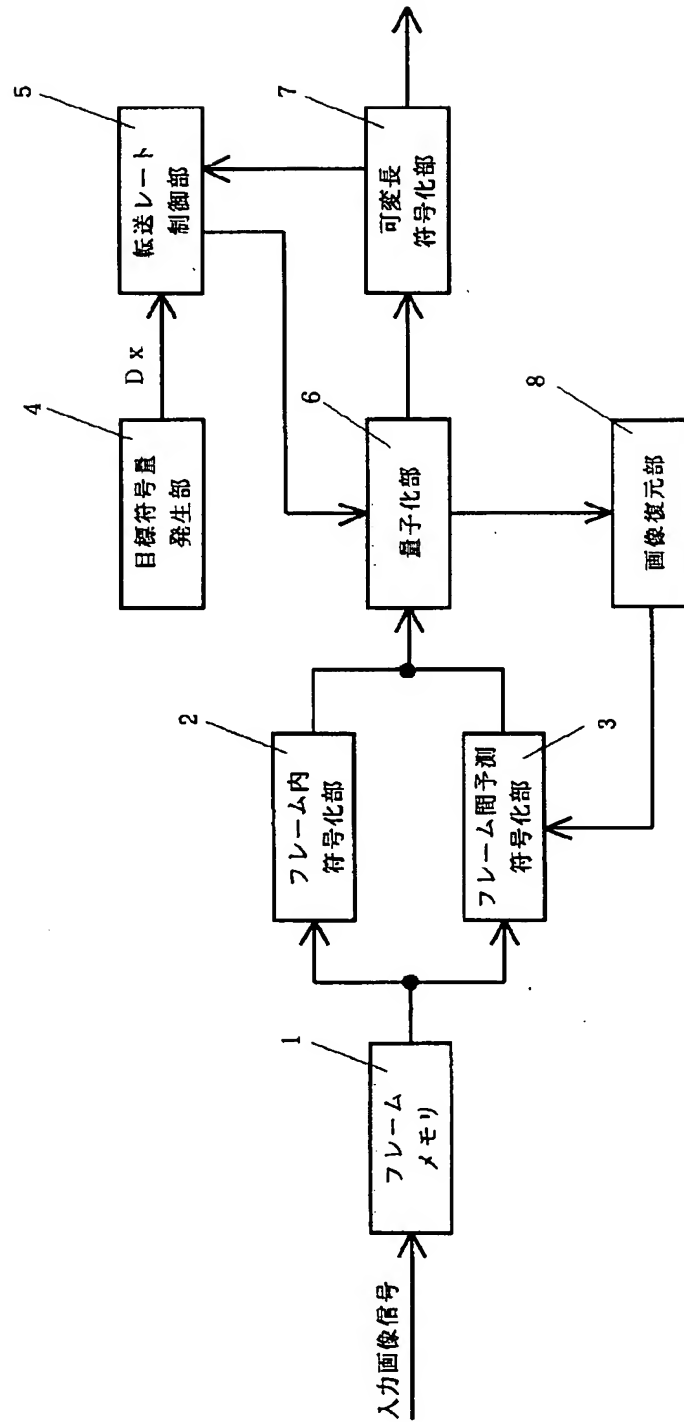 入力画像信号
1
フレーム
メモリ
2
フレーム内
符号化部
3
フレーム間予測
符号化部
4
目標符号量
発生部
Dx
5
転送レート
制御部
6
量子化部
7
可変長
符号化部
8
画像復元部